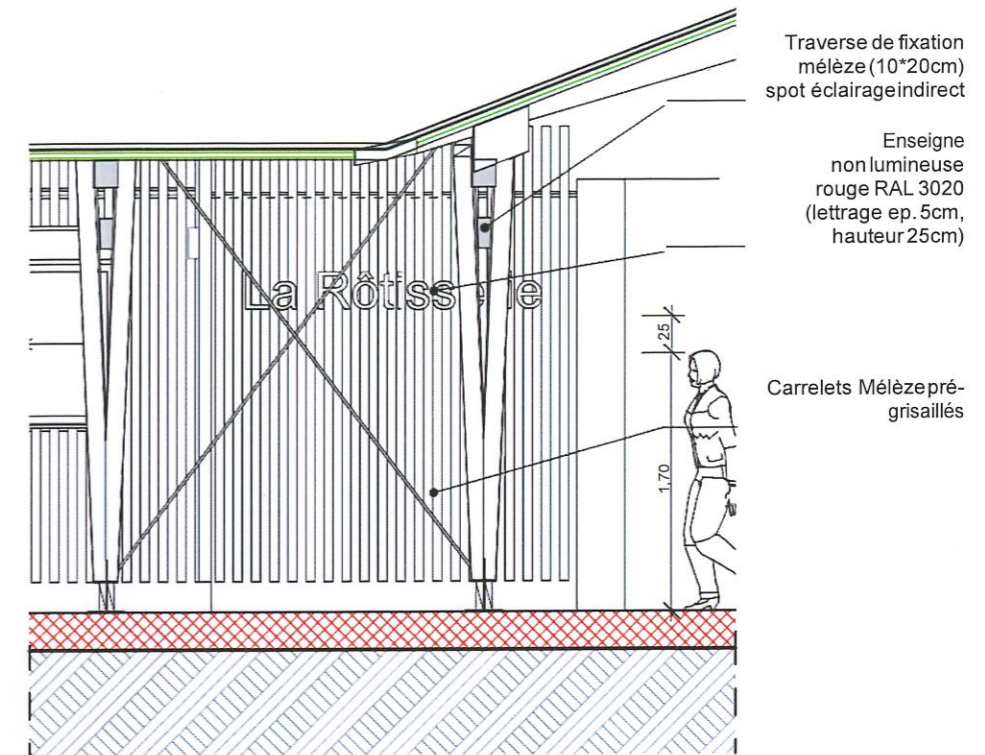 Traverse de fixation
mélèze (10*20cm)
spot éclairage indirect
Enseigne
non lumineuse
rouge RAL 3020
(lettrage ep. 5cm,
hauteur 25cm)
La Rôtiss
25
Carrelets Mélèze pré-
grisaillés
1,70